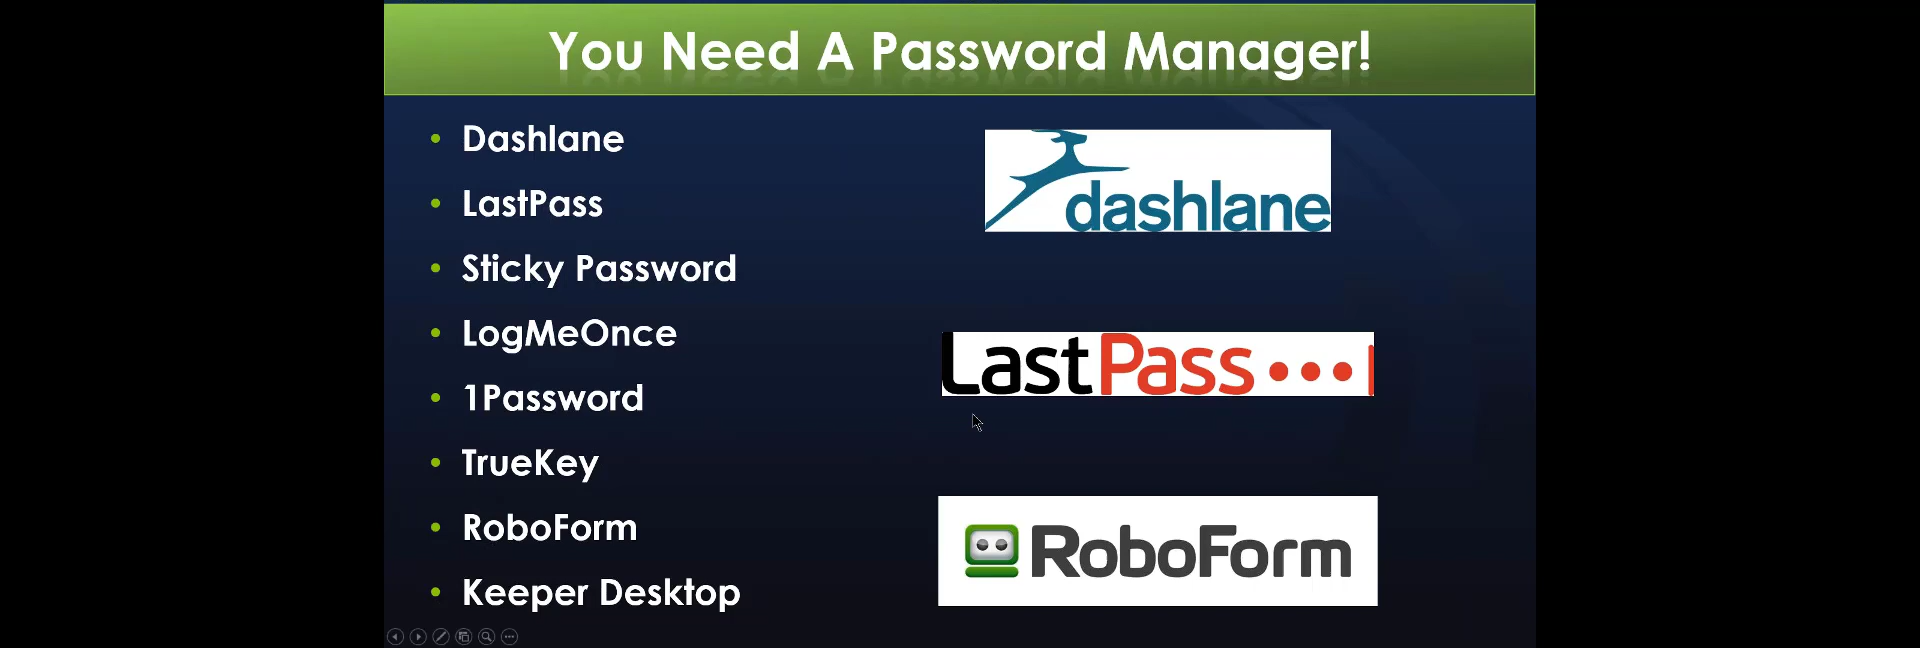 You Need A Password Manager!
• Dashlane
• LastPass
• Sticky Password
• LogMeOnce
• 1Password
• TrueKey
• RoboForm
• Keeper Desktop
dashlane
LastPass •••|
RoboForm